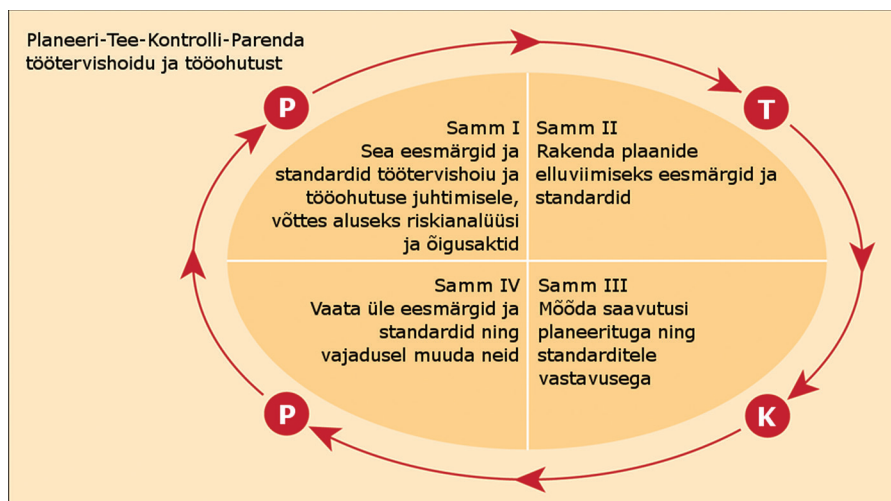 Planeeri-Tee-Kontrolli-Parenda
töötervishoidu ja tööohutust
P
T
Samm I
Sea eesmärgid ja
standardid töötervishoiu ja
tööohutuse juhtimisele,
võttes aluseks riskianalüüsi
ja õigusaktid
Samm II
Rakenda plaanide
elluviimiseks eesmärgid ja
standardid
Samm IV
Vaata üle eesmärgid ja
standardid ning
vajadusel muuda neid
Samm III
Mõõda saavutusi
planeerituga ning
standarditele
vastavusega
P
K